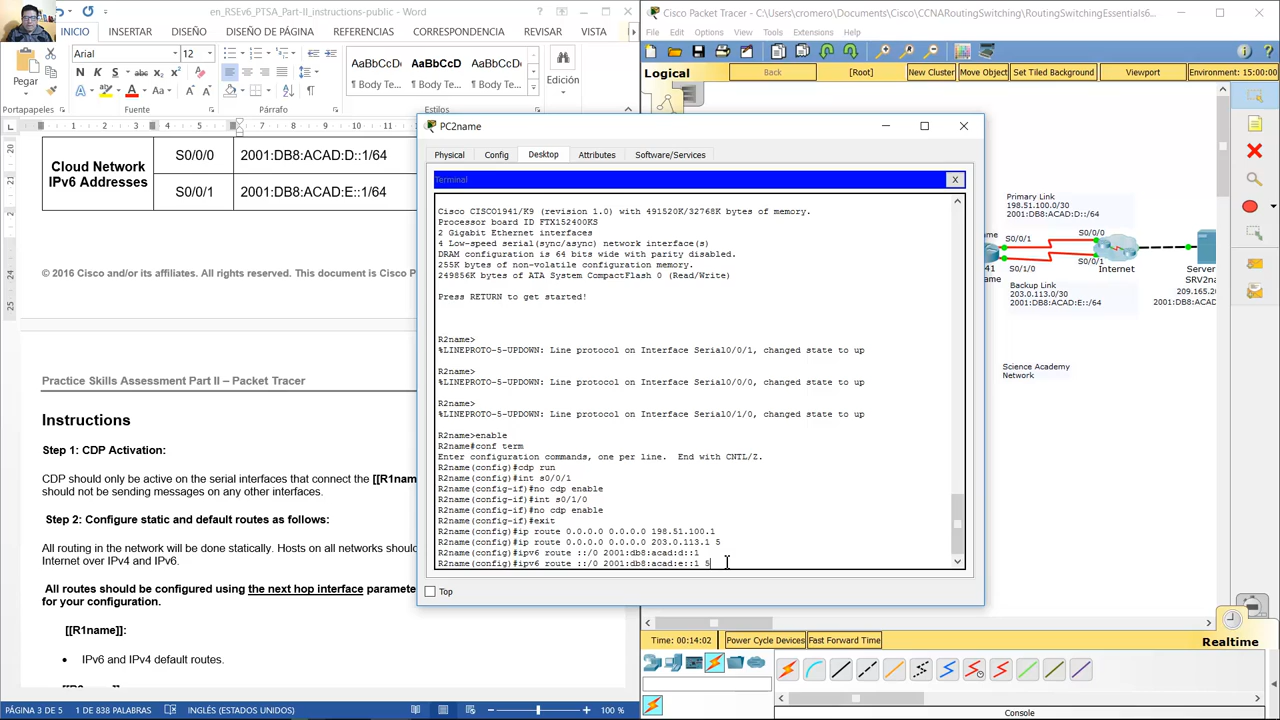 en_RSEv6_PTSA_Part-II_instructions-public - Word
INICIO INSERTAR DISEÑO DISEÑO DE PÁGINA REFERENCIAS CORRESPONDENCIA REVISAR VISTA
Pegar
Arial 12
N K S
AaBbCcD AaBbCcD AaBbCcD
¶ Body T... ¶ Body T... ¶ Body Te...
Edición
Portapapeles Fuente Párrafo Estilos
Cloud Network
IPv6 Addresses
S0/0/0 2001:DB8:ACAD:D::1/64
S0/0/1 2001:DB8:ACAD:E::1/64
© 2016 Cisco and/or its affiliates. All rights reserved. This document is Cisco P
Practice Skills Assessment Part II – Packet Tracer
Instructions
Step 1: CDP Activation:
CDP should only be active on the serial interfaces that connect the [[R1name
should not be sending messages on any other interfaces.
Step 2: Configure static and default routes as follows:
All routing in the network will be done statically. Hosts on all networks shou
Internet over IPv4 and IPv6.
All routes should be configured using the next hop interface parame
for your configuration.
[[R1name]]:
• IPv6 and IPv4 default routes.
PÁGINA 3 DE 5 1 DE 838 PALABRAS INGLÉS (ESTADOS UNIDOS) 100 %
Cisco Packet Tracer - C:\Users\cromero\Documents\Cisco\CCNARoutingSwitching\RoutingSwitchingEssentials6...
File Edit Options View Tools Extensions Help
Logical Back [Root] New Cluster Move Object Set Tiled Background Viewport Environment: 15:00:00
PC2name
Physical Config Desktop Attributes Software/Services
Terminal X
Cisco CISCO1941/K9 (revision 1.0) with 491520K/32768K bytes of memory.
Processor board ID FTX152400KS
2 Gigabit Ethernet interfaces
4 Low-speed serial(sync/async) network interface(s)
DRAM configuration is 64 bits wide with parity disabled.
255K bytes of non-volatile configuration memory.
249856K bytes of ATA System CompactFlash 0 (Read/Write)
Press RETURN to get started!
R2name>
%LINEPROTO-5-UPDOWN: Line protocol on Interface Serial0/0/1, changed state to up
R2name>
%LINEPROTO-5-UPDOWN: Line protocol on Interface Serial0/0/0, changed state to up
R2name>
%LINEPROTO-5-UPDOWN: Line protocol on Interface Serial0/1/0, changed state to up
R2name>enable
R2name#conf term
Enter configuration commands, one per line. End with CNTL/Z.
R2name(config)#cdp run
R2name(config)#int s0/0/1
R2name(config-if)#no cdp enable
R2name(config-if)#int s0/1/0
R2name(config-if)#no cdp enable
R2name(config-if)#exit
R2name(config)#ip route 0.0.0.0 0.0.0.0 198.51.100.1
R2name(config)#ip route 0.0.0.0 0.0.0.0 203.0.113.1 5
R2name(config)#ipv6 route ::/0 2001:db8:acad:d::1
R2name(config)#ipv6 route ::/0 2001:db8:acad:e::1 5
Top
Primary Link
198.51.100.0/30
2001:DB8:ACAD:D::/64
S0/0/1 S0/0/0
41 S0/1/0 S0/0/1
Internet
Server
SRV2na
209.165.20
2001:DB8:ACAD
Backup Link
203.0.113.0/30
2001:DB8:ACAD:E::/64
Science Academy
Network
Time: 00:14:02 Power Cycle Devices Fast Forward Time
Realtime
Console